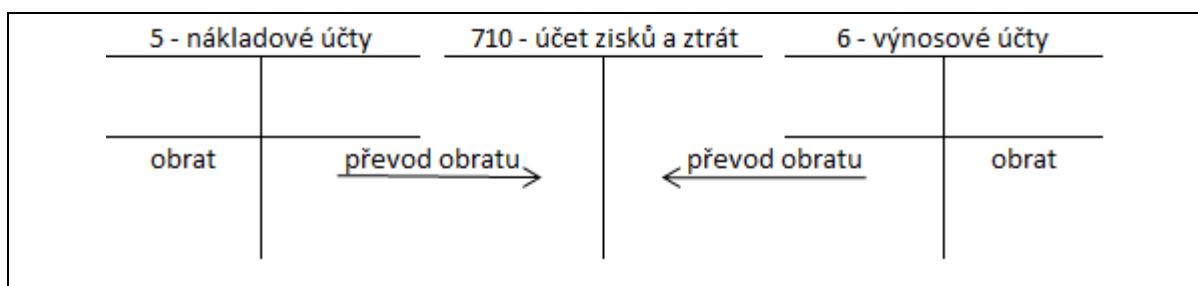 5 - nákladové účty 710 - účet zisků a ztrát 6 - výnosové účty
obrat převod obratu převod obratu obrat